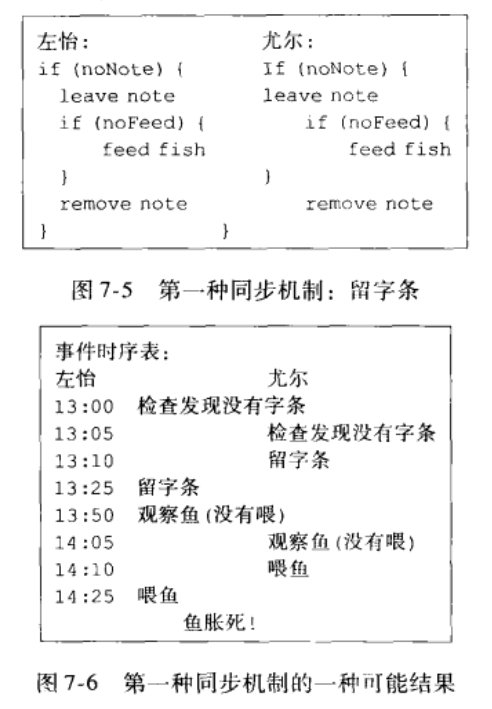 左怡:                尤尔:
if (noNote) {        If (noNote) {
  leave note         leave note
  if (noFeed) {          if (noFeed) {
      feed fish              feed fish
  }                  }
  remove note            remove note
}                 }
图 7-5  第一种同步机制: 留字条
事件时序表:
左怡                尤尔
13:00  检查发现没有字条
13:05               检查发现没有字条
13:10               留字条
13:25  留字条
13:50  观察鱼(没有喂)
14:05               观察鱼(没有喂)
14:10               喂鱼
14:25  喂鱼
鱼胀死!
图 7-6  第一种同步机制的一种可能结果